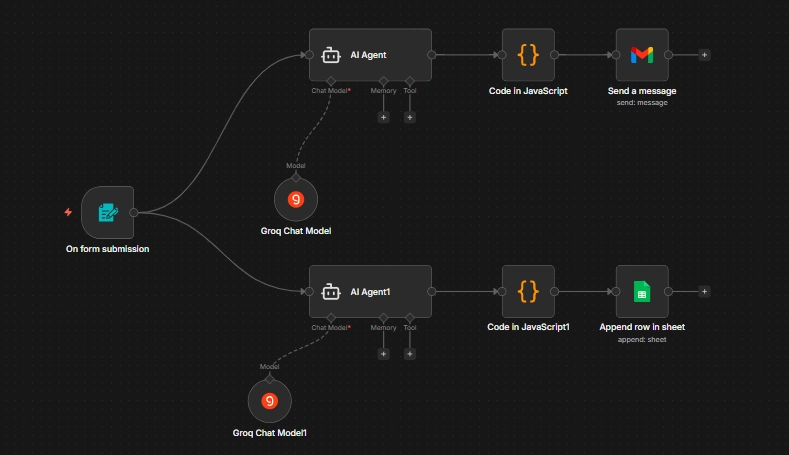 AI Agent
Chat Model*
Memory
Tool
Code in JavaScript
Send a message
send: message
Model
Groq Chat Model
On form submission
AI Agent1
Chat Model*
Memory
Tool
Code in JavaScript1
Append row in sheet
append: sheet
Model
Groq Chat Model1